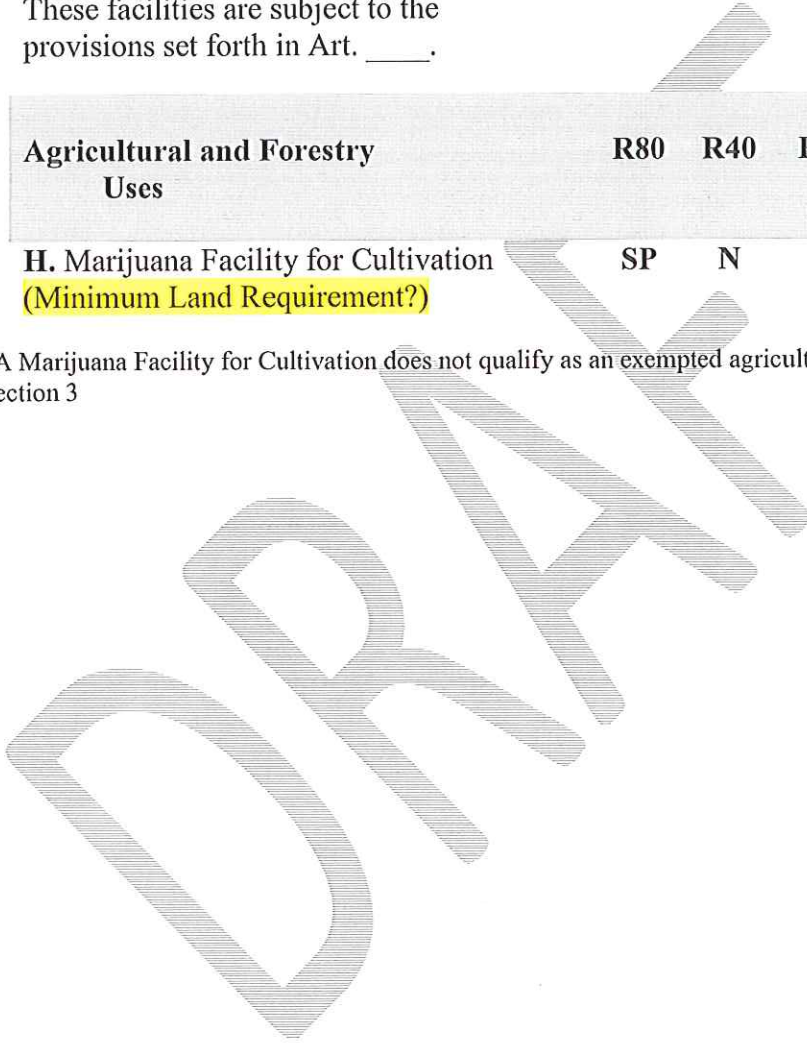 These facilities are subject to the
provisions set forth in Art. ____.
Agricultural and Forestry R80 R40
Uses
H. Marijuana Facility for Cultivation SP N
(Minimum Land Requirement?)
A Marijuana Facility for Cultivation does not qualify as an exempted agricult
ection 3
DRAF